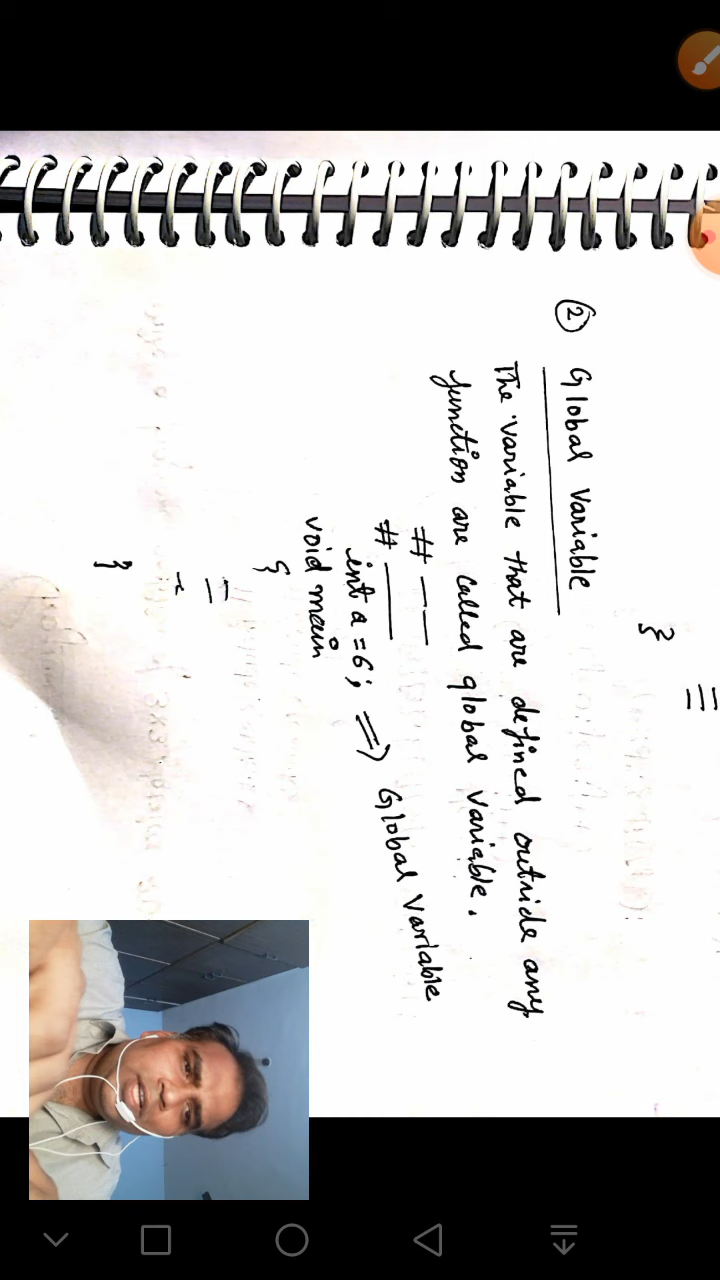 }
② Global Variable
The variable that are defined outside any
function are called global variable.
# --
# —
int a = 6; ⇒ Global Variable
void main
{
}